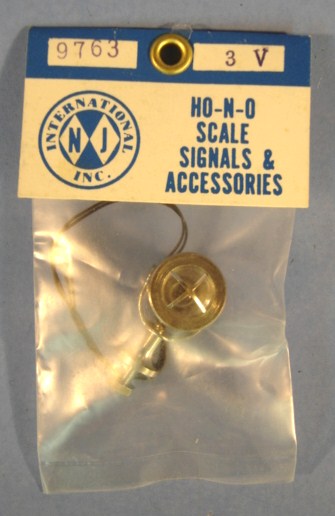 9763
3 V
INTERNATIONAL
N J
INC.
HO-N-O
SCALE
SIGNALS &
ACCESSORIES